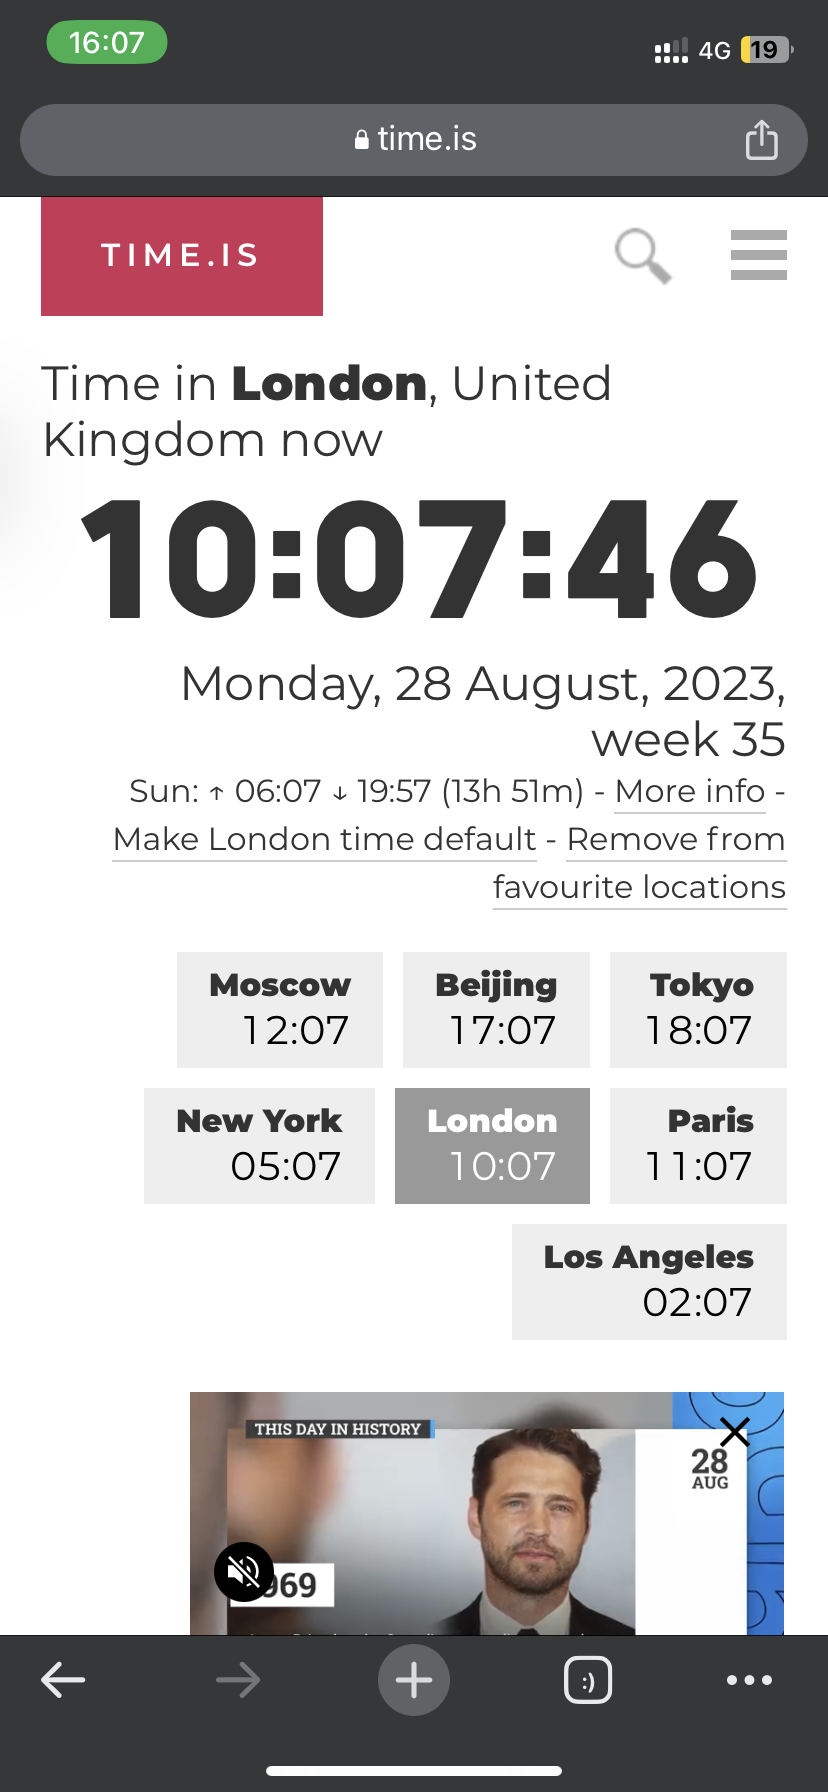 16:07
4G 19
time.is
TIME.IS
Time in London, United
Kingdom now
10:07:46
Monday, 28 August, 2023,
week 35
Sun: ↑ 06:07 ↓ 19:57 (13h 51m) - More info -
Make London time default - Remove from
favourite locations
Moscow Beijing Tokyo
12:07 17:07 18:07
New York London Paris
05:07 10:07 11:07
Los Angeles
02:07
THIS DAY IN HISTORY
28
AUG
969
:)